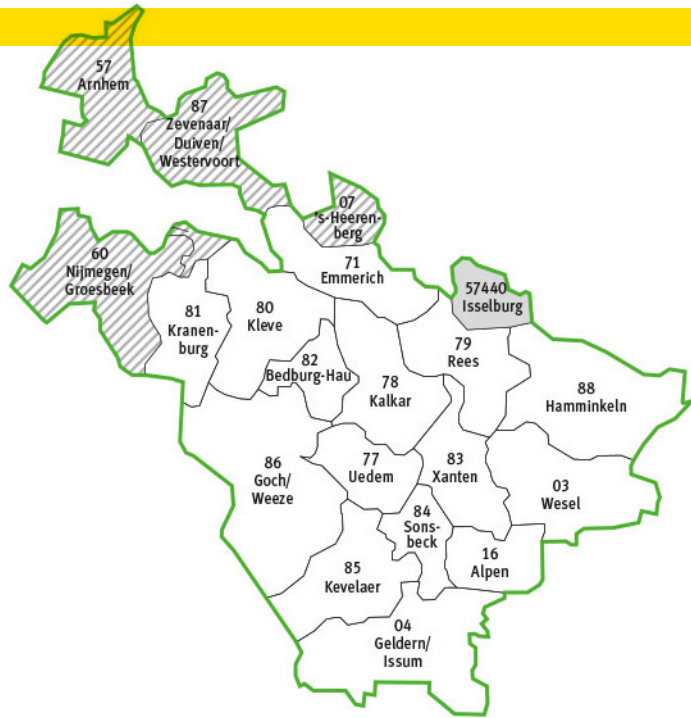 57
Arnhem
87
Zevenaar/
Duiven/
Westervoort
07
's-Heeren-
berg
60
Nijmegen/
Groesbeek
71
Emmerich
57440
Isselburg
81
Kranen-
burg
80
Kleve
79
Rees
82
Bedburg-Hau
78
Kalkar
88
Hamminkeln
86
Goch/
Weeze
77
Uedem
83
Xanten
03
Wesel
84
Sons-
beck
16
Alpen
85
Kevelaer
04
Geldern/
Issum